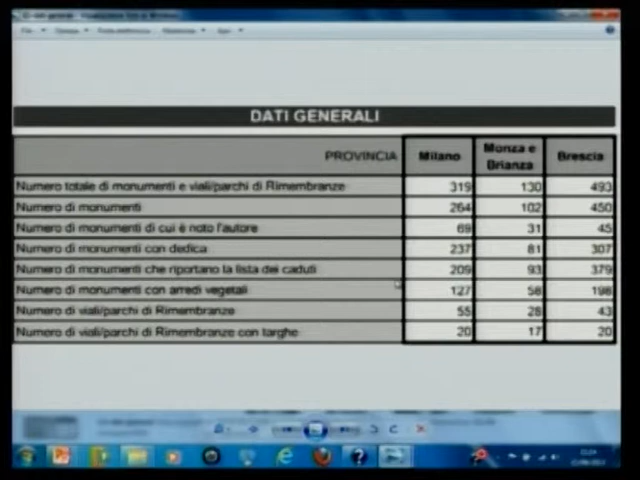 DATI GENERALI
PROVINCIA Milano Monza e Brianza Brescia
Numero totale di monumenti e viali/parchi di Rimembranze 319 130 493
Numero di monumenti 264 102 450
Numero di monumenti di cui è noto l'autore 69 31 45
Numero di monumenti con dedica 237 81 307
Numero di monumenti che riportano la lista dei caduti 209 93 379
Numero di monumenti con arredi vegetali 127 58 198
Numero di viali/parchi di Rimembranze 55 28 43
Numero di viali/parchi di Rimembranze con targhe 20 17 20